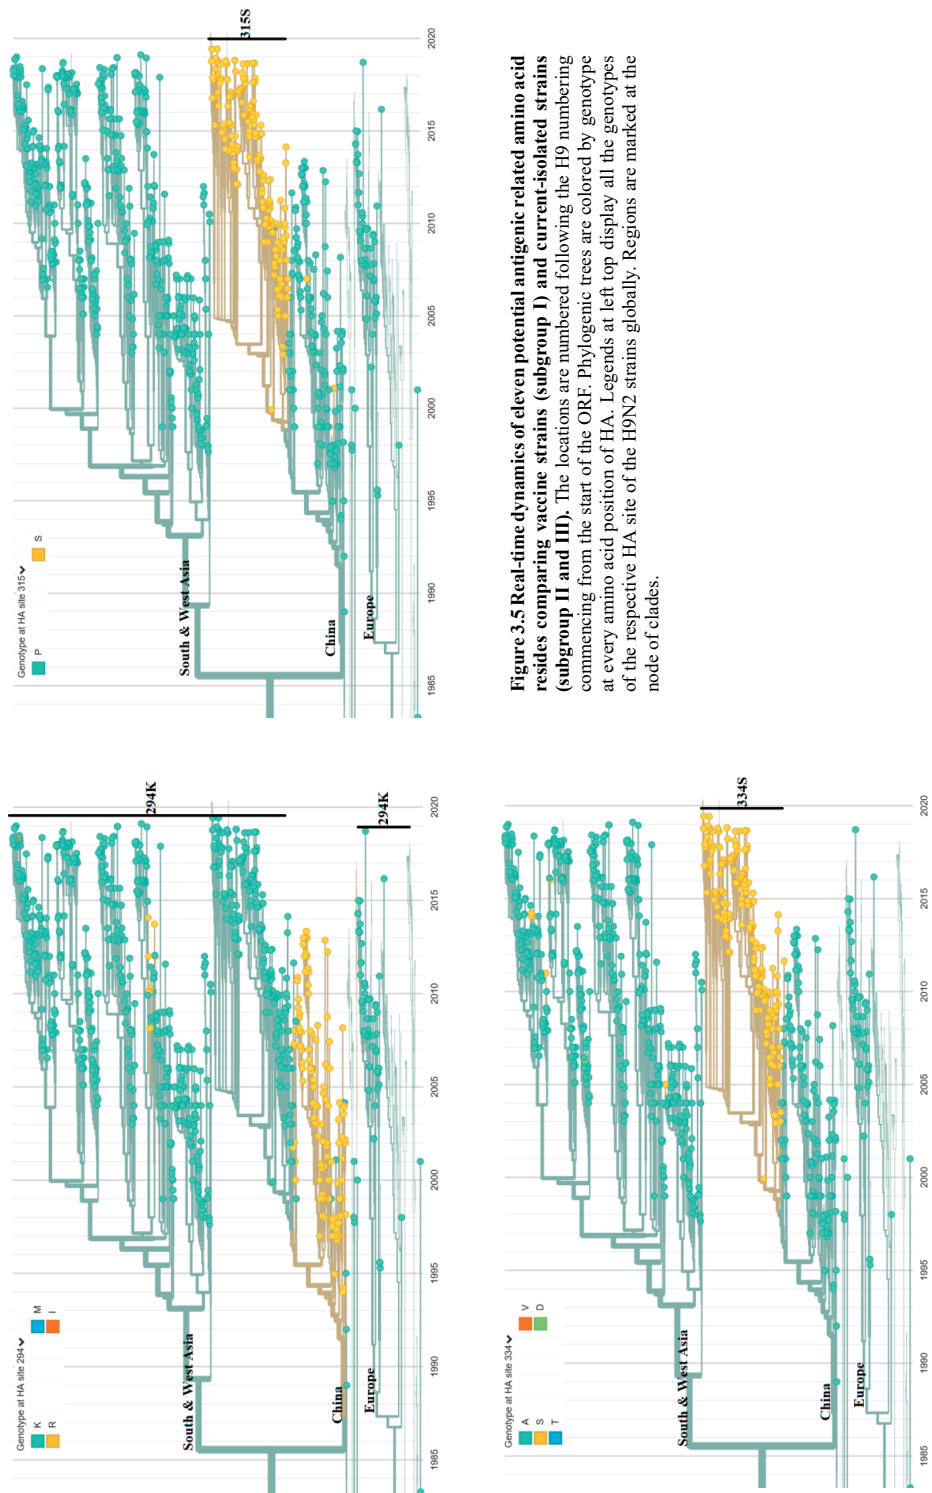 Genotype at HA site 294
K
M
R
I
South & West Asia
China
Europe
294K
294K
1985
1990
1995
2000
2005
2010
2015
2020
Genotype at HA site 315
P
S
South & West Asia
China
Europe
315S
1985
1990
1995
2000
2005
2010
2015
2020
Genotype at HA site 334
A
V
S
D
T
South & West Asia
China
Europe
334S
1985
1990
1995
2000
2005
2010
2015
2020
Figure 3.5 Real-time dynamics of eleven potential antigenic related amino acid
resides comparing vaccine strains (subgroup I) and current-isolated strains
(subgroup II and III). The locations are numbered following the H9 numbering
commencing from the start of the ORF. Phylogenic trees are colored by genotype
at every amino acid position of HA. Legends at left top display all the genotypes
of the respective HA site of the H9N2 strains globally. Regions are marked at the
node of clades.